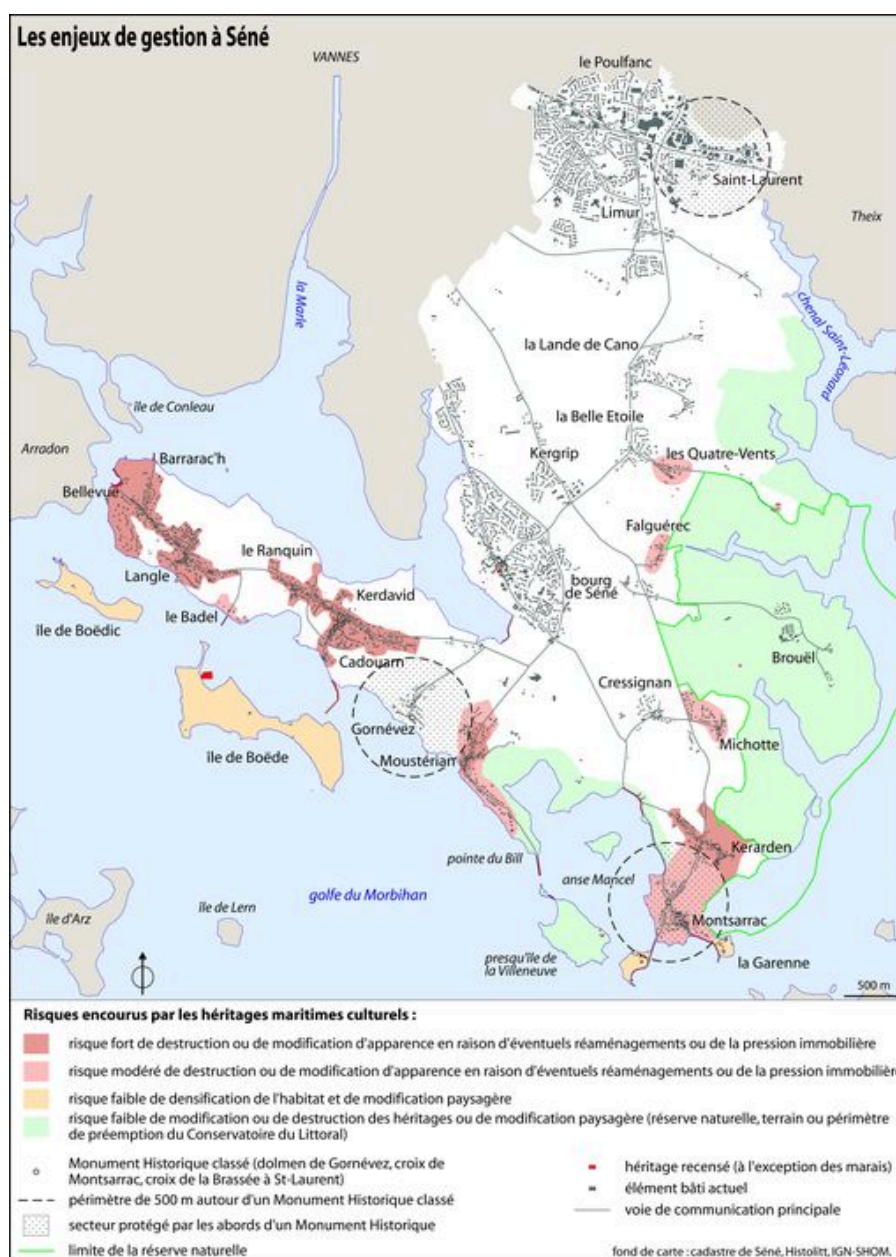 Les enjeux de gestion à Séné
VANNES
le Poulfanc
Saint-Laurent
Limur
Theix
la Marle
chenal Saint-Léonard
la Lande de Cano
île de Conleau
la Belle Etoile
Arradon
Barrarac'h
Kergrip
les Quatre-Vents
Bellevue
Falguérec
le Ranquin
Langle
Kerdavid
bourg
de Séné
le Badel
île de Boëdic
Brouël
Cadouarn
Cressignan
Gornévez
Michotte
île de Boëde
Moustérian
Kerarden
pointe du Bill
anse Mancel
golfe du Morbihan
île de Lern
île d'Arz
Montsarrac
presqu'île de
la Villeneuve
la Garenne
500 m
Risques encourus par les héritages maritimes culturels :
risque fort de destruction ou de modification d'apparence en raison d'éventuels réaménagements ou de la pression immobilière
risque modéré de destruction ou de modification d'apparence en raison d'éventuels réaménagements ou de la pression immobilière
risque faible de densification de l'habitat et de modification paysagère
risque faible de modification ou de destruction des héritages ou de modification paysagère (réserve naturelle, terrain ou périmètre
de préemption du Conservatoire du Littoral)
Monument Historique classé (dolmen de Gornévez, croix de
Montsarrac, croix de la Brassée à St-Laurent)
périmètre de 500 m autour d'un Monument Historique classé
secteur protégé par les abords d'un Monument Historique
limite de la réserve naturelle
héritage recensé (à l'exception des marais)
élément bâti actuel
voie de communication principale
fond de carte : cadastre de Séné, Histolitt, IGN-SHOM.